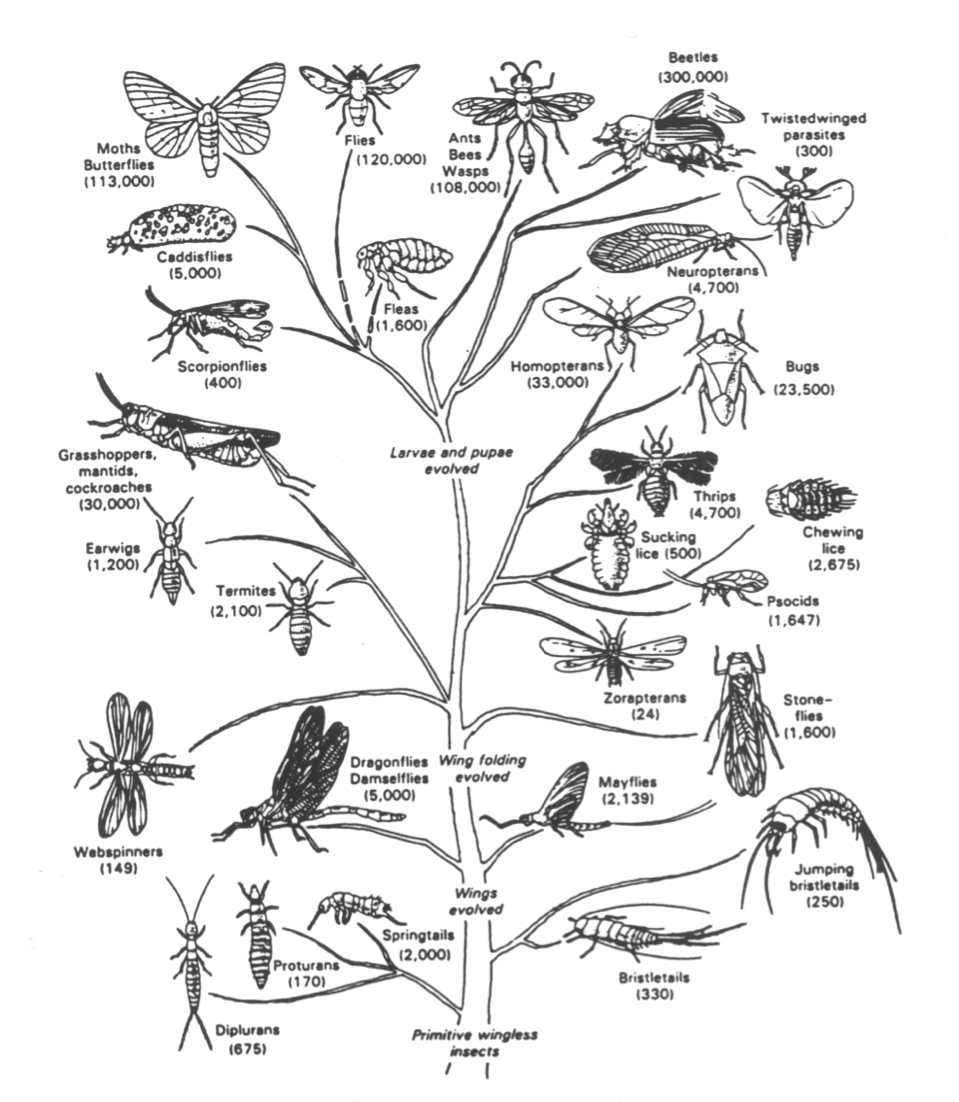 Beetles
(300,000)
Moths
Butterflies
(113,000)
Flies
(120,000)
Ants
Bees
Wasps
(108,000)
Twistedwinged
parasites
(300)
Caddisflies
(5,000)
Fleas
(1,600)
Neuropterans
(4,700)
Scorpionflies
(400)
Homopterans
(33,000)
Bugs
(23,500)
Grasshoppers,
mantids,
cockroaches
(30,000)
Larvae and pupae
evolved
Thrips
(4,700)
Earwigs
(1,200)
Sucking
lice (500)
Chewing
lice
(2,675)
Termites
(2,100)
Psocids
(1,647)
Zorapterans
(24)
Stone-
flies
(1,600)
Dragonflies
Damselflies
(5,000)
Wing folding
evolved
Mayflies
(2,139)
Webspinners
(149)
Wings
evolved
Jumping
bristletails
(250)
Springtails
(2,000)
Proturans
(170)
Bristletails
(330)
Diplurans
(675)
Primitive wingless
insects